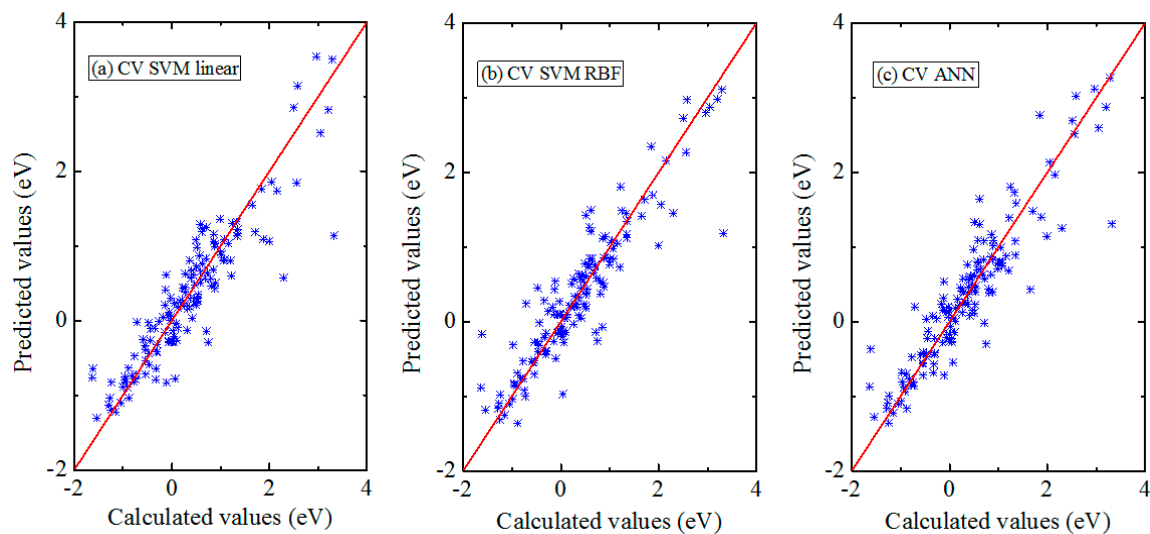 4
2
0
-2
Predicted values (eV)
(a) CV SVM linear
-2 0 2 4
Calculated values (eV)
4
2
0
-2
Predicted values (eV)
(b) CV SVM RBF
-2 0 2 4
Calculated values (eV)
4
2
0
-2
Predicted values (eV)
(c) CV ANN
-2 0 2 4
Calculated values (eV)